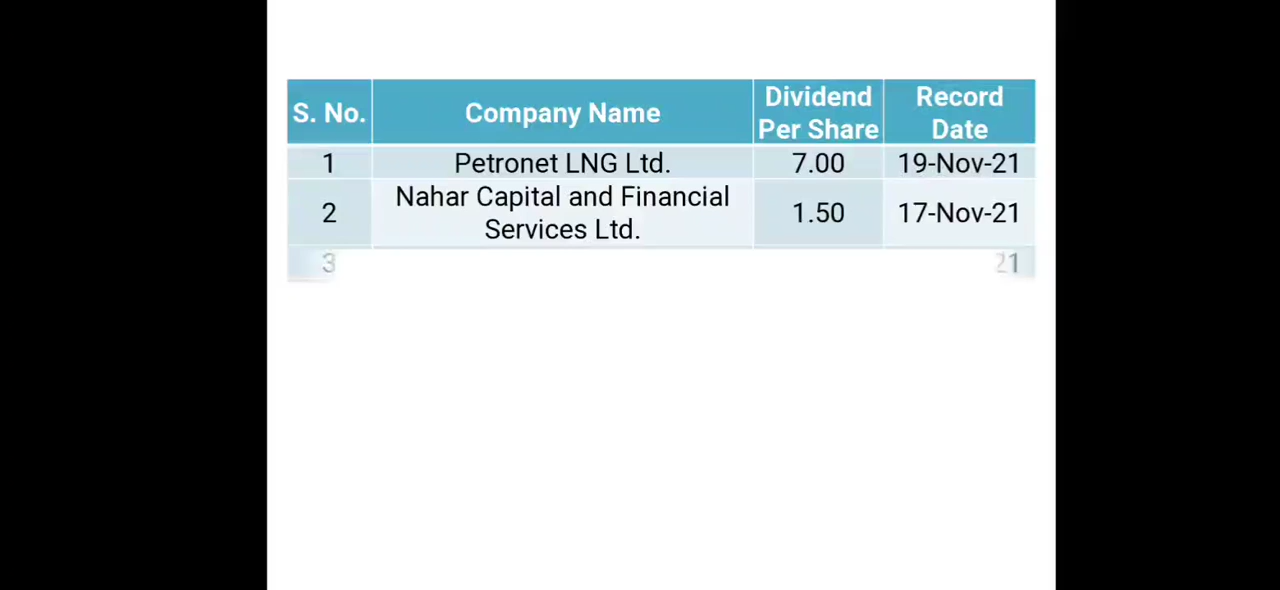 S. No. Company Name Dividend Per Share Record Date
1 Petronet LNG Ltd. 7.00 19-Nov-21
2 Nahar Capital and Financial Services Ltd. 1.50 17-Nov-21
3 21